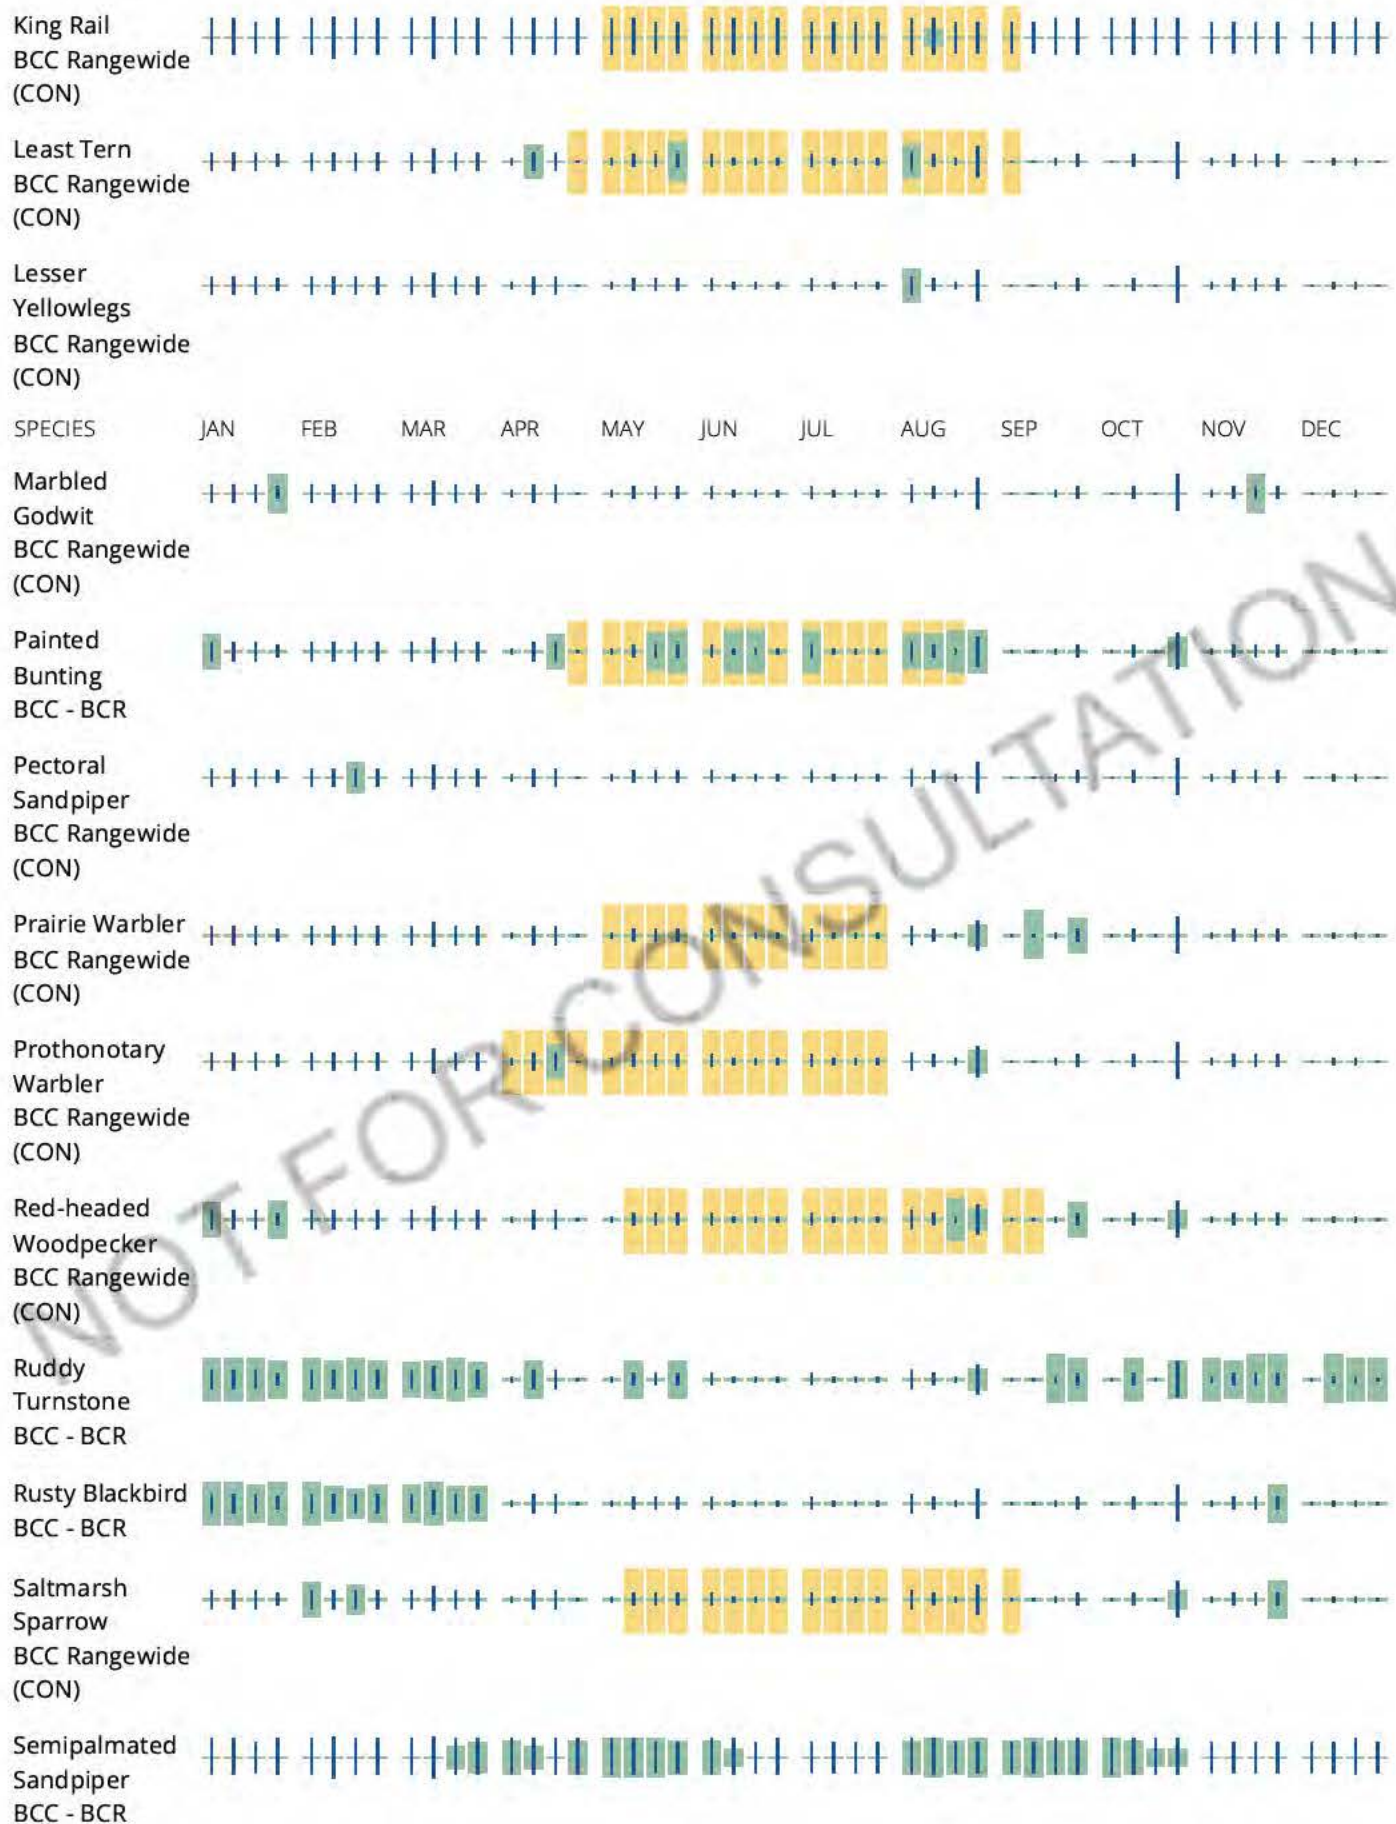 King Rail
BCC Rangewide
(CON)
Least Tern
BCC Rangewide
(CON)
Lesser
Yellowlegs
BCC Rangewide
(CON)
SPECIES JAN FEB MAR APR MAY JUN JUL AUG SEP OCT NOV DEC
Marbled
Godwit
BCC Rangewide
(CON)
Painted
Bunting
BCC - BCR
Pectoral
Sandpiper
BCC Rangewide
(CON)
Prairie Warbler
BCC Rangewide
(CON)
Prothonotary
Warbler
BCC Rangewide
(CON)
Red-headed
Woodpecker
BCC Rangewide
(CON)
Ruddy
Turnstone
BCC - BCR
Rusty Blackbird
BCC - BCR
Saltmarsh
Sparrow
BCC Rangewide
(CON)
Semipalmated
Sandpiper
BCC - BCR
NOT FOR CONSULTATION